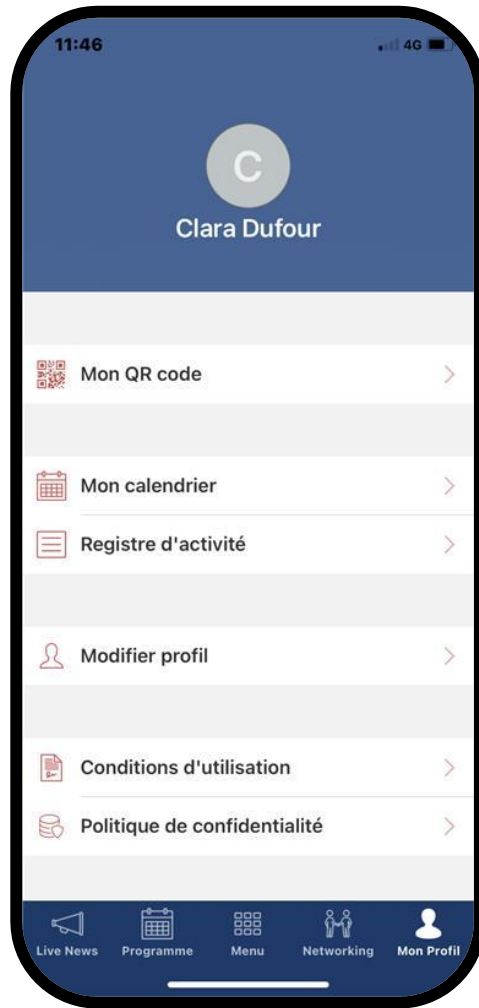 11:46 4G
C
Clara Dufour
Mon QR code
Mon calendrier
Registre d'activité
Modifier profil
Conditions d'utilisation
Politique de confidentialité
Live News Programme Menu Networking Mon Profil